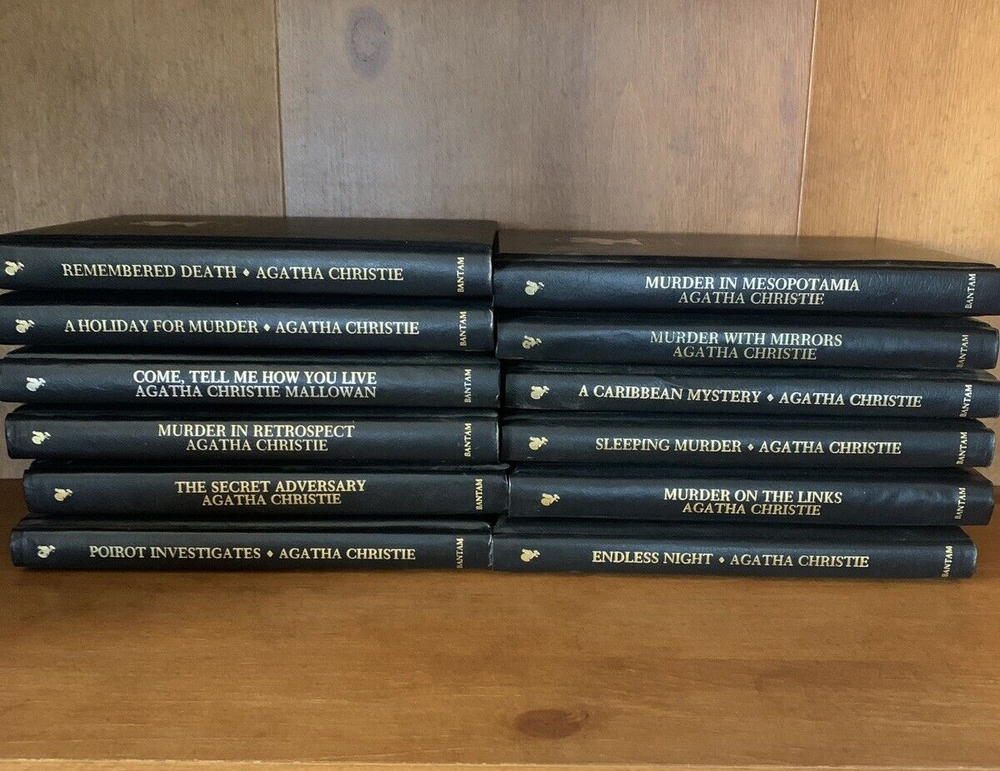 REMEMBERED DEATH ♦ AGATHA CHRISTIE BANTAM
A HOLIDAY FOR MURDER ♦ AGATHA CHRISTIE BANTAM
COME, TELL ME HOW YOU LIVE
AGATHA CHRISTIE MALLOWAN
BANTAM
MURDER IN RETROSPECT
AGATHA CHRISTIE
BANTAM
THE SECRET ADVERSARY
AGATHA CHRISTIE
BANTAM
POIROT INVESTIGATES ♦ AGATHA CHRISTIE BANTAM
MURDER IN MESOPOTAMIA
AGATHA CHRISTIE
BANTAM
MURDER WITH MIRRORS
AGATHA CHRISTIE
BANTAM
A CARIBBEAN MYSTERY ♦ AGATHA CHRISTIE BANTAM
SLEEPING MURDER ♦ AGATHA CHRISTIE BANTAM
MURDER ON THE LINKS
AGATHA CHRISTIE
BANTAM
ENDLESS NIGHT ♦ AGATHA CHRISTIE BANTAM